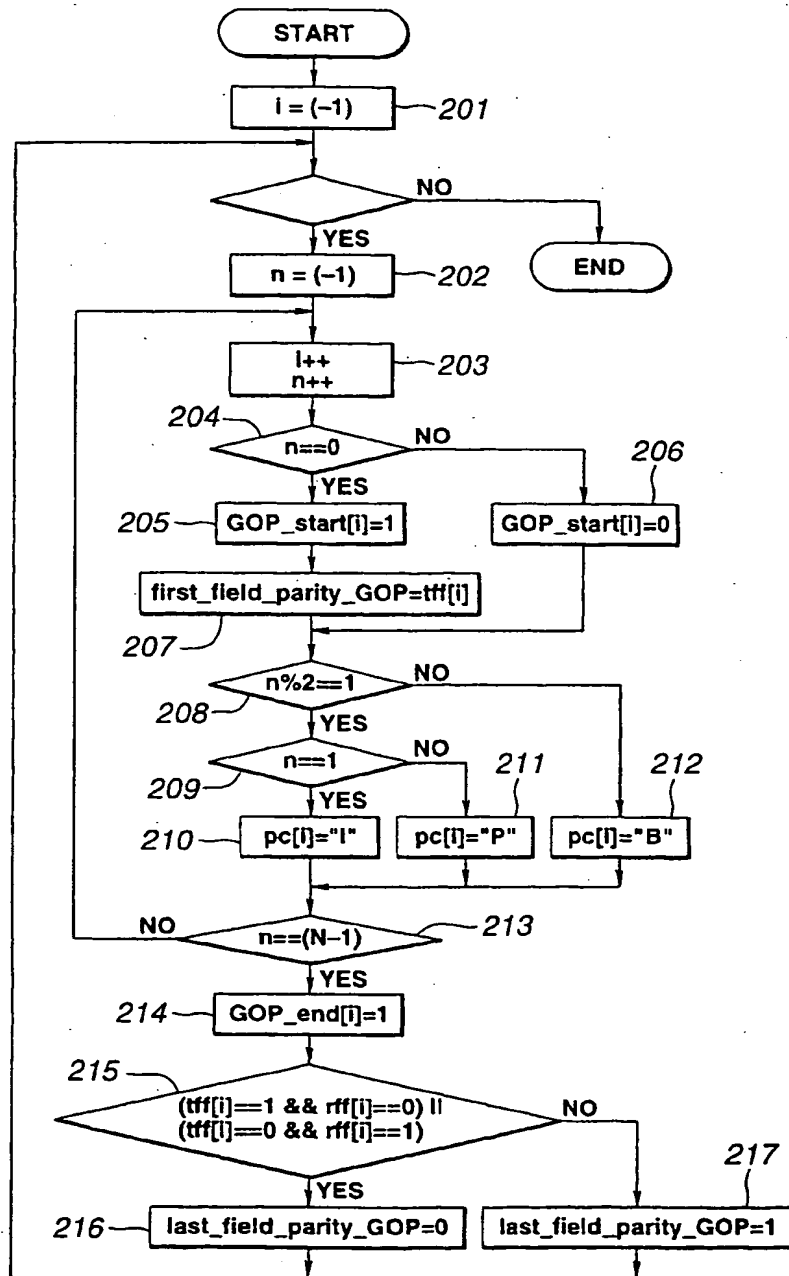 START
i = (−1)
201
NO
YES
END
n = (−1)
202
i++
n++
203
204
n==0
NO
YES
206
205
GOP_start[i]=1
GOP_start[i]=0
first_field_parity_GOP=tff[i]
207
n%2==1
NO
208
YES
n==1
NO
209
YES
211
212
210
pc[i]="I"
pc[i]="P"
pc[i]="B"
NO
n==(N−1)
213
YES
214
GOP_end[i]=1
215
(tff[i]==1 && rff[i]==0) ||
(tff[i]==0 && rff[i]==1)
NO
YES
217
216
last_field_parity_GOP=0
last_field_parity_GOP=1